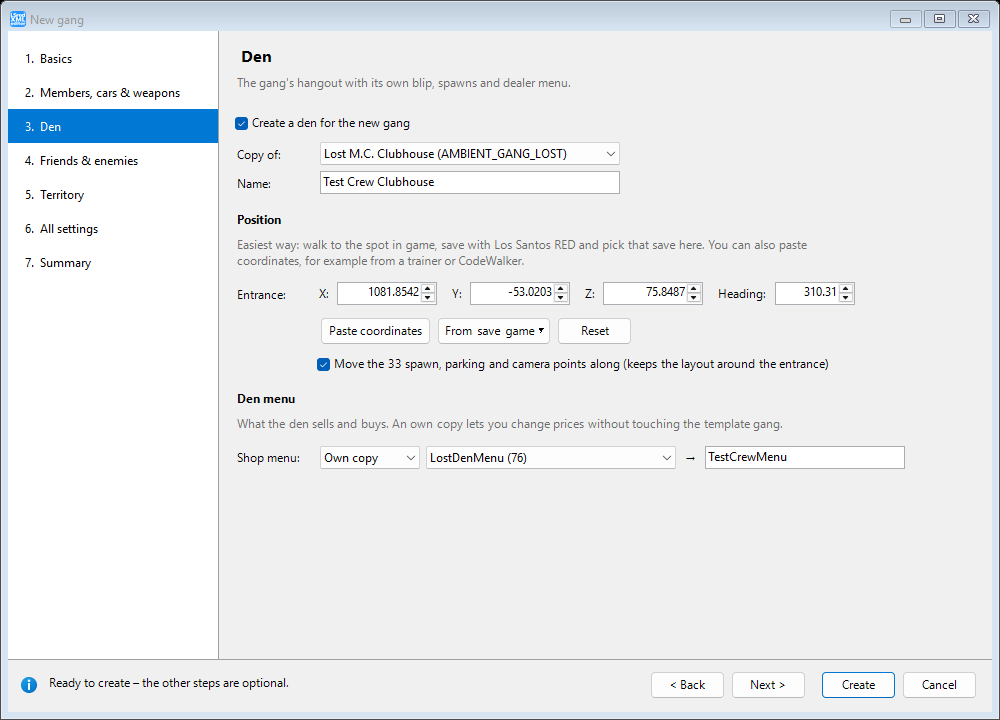 New gang
1. Basics
2. Members, cars & weapons
3. Den
4. Friends & enemies
5. Territory
6. All settings
7. Summary
Den
The gang's hangout with its own blip, spawns and dealer menu.
Create a den for the new gang
Copy of: Lost M.C. Clubhouse (AMBIENT_GANG_LOST)
Name: Test Crew Clubhouse
Position
Easiest way: walk to the spot in game, save with Los Santos RED and pick that save here. You can also paste
coordinates, for example from a trainer or CodeWalker.
Entrance: X: 1081.8542 Y: -53.0203 Z: 75.8487 Heading: 310.31
Paste coordinates From save game Reset
Move the 33 spawn, parking and camera points along (keeps the layout around the entrance)
Den menu
What the den sells and buys. An own copy lets you change prices without touching the template gang.
Shop menu: Own copy LostDenMenu (76) → TestCrewMenu
Ready to create – the other steps are optional.
< Back Next > Create Cancel